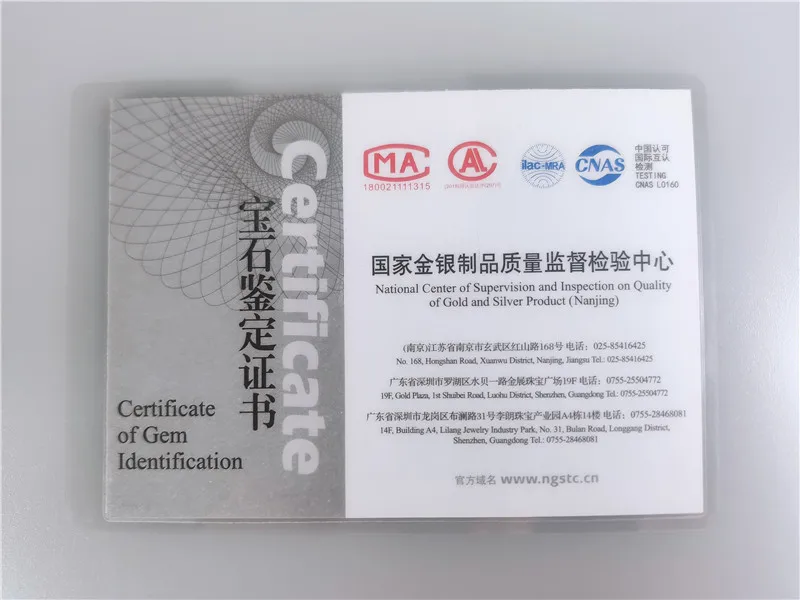 Certificate
宝石鉴定证书
Certificate
of Gem
Identification
MA
180021111315
AL
ilac-MRA
CNAS
中国认可
国际互认
检测
TESTING
CNAS L0160
国家金银制品质量监督检验中心
National Center of Supervision and Inspection on Quality
of Gold and Silver Product (Nanjing)
(南京)江苏省南京市玄武区红山路168号 电话：025-85416425
No. 168, Hongshan Road, Xuanwu District, Nanjing, Jiangsu Tel.: 025-85416425
广东省深圳市罗湖区水贝一路金展珠宝广场19F 电话：0755-25504772
19F, Gold Plaza, 1st Shuibei Road, Luohu District, Shenzhen, Guangdong Tel.: 0755-25504772
广东省深圳市龙岗区布澜路31号李朗珠宝产业园A4栋14楼 电话：0755-28468081
14F, Building A4, Lilang Jewelry Industry Park, No. 31, Bulan Road, Longgang District,
Shenzhen, Guangdong Tel.: 0755-28468081
官方域名 www.ngstc.cn